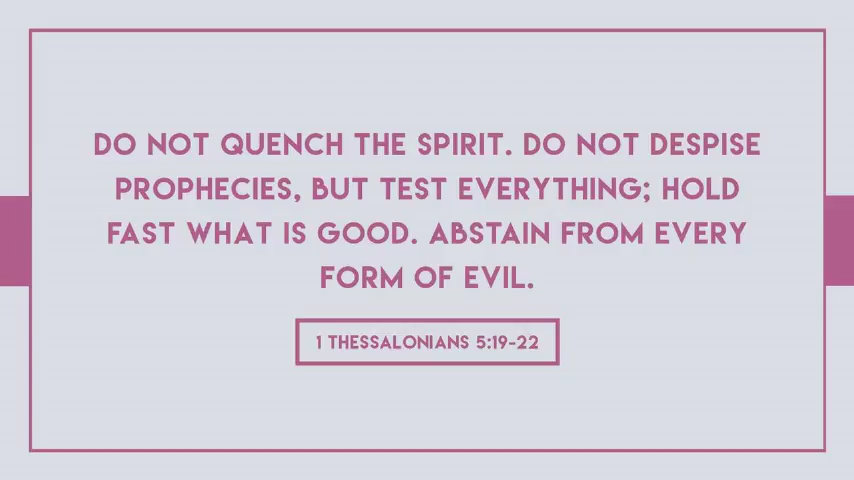 DO NOT QUENCH THE SPIRIT. DO NOT DESPISE
PROPHECIES, BUT TEST EVERYTHING; HOLD
FAST WHAT IS GOOD. ABSTAIN FROM EVERY
FORM OF EVIL.
1 THESSALONIANS 5:19-22